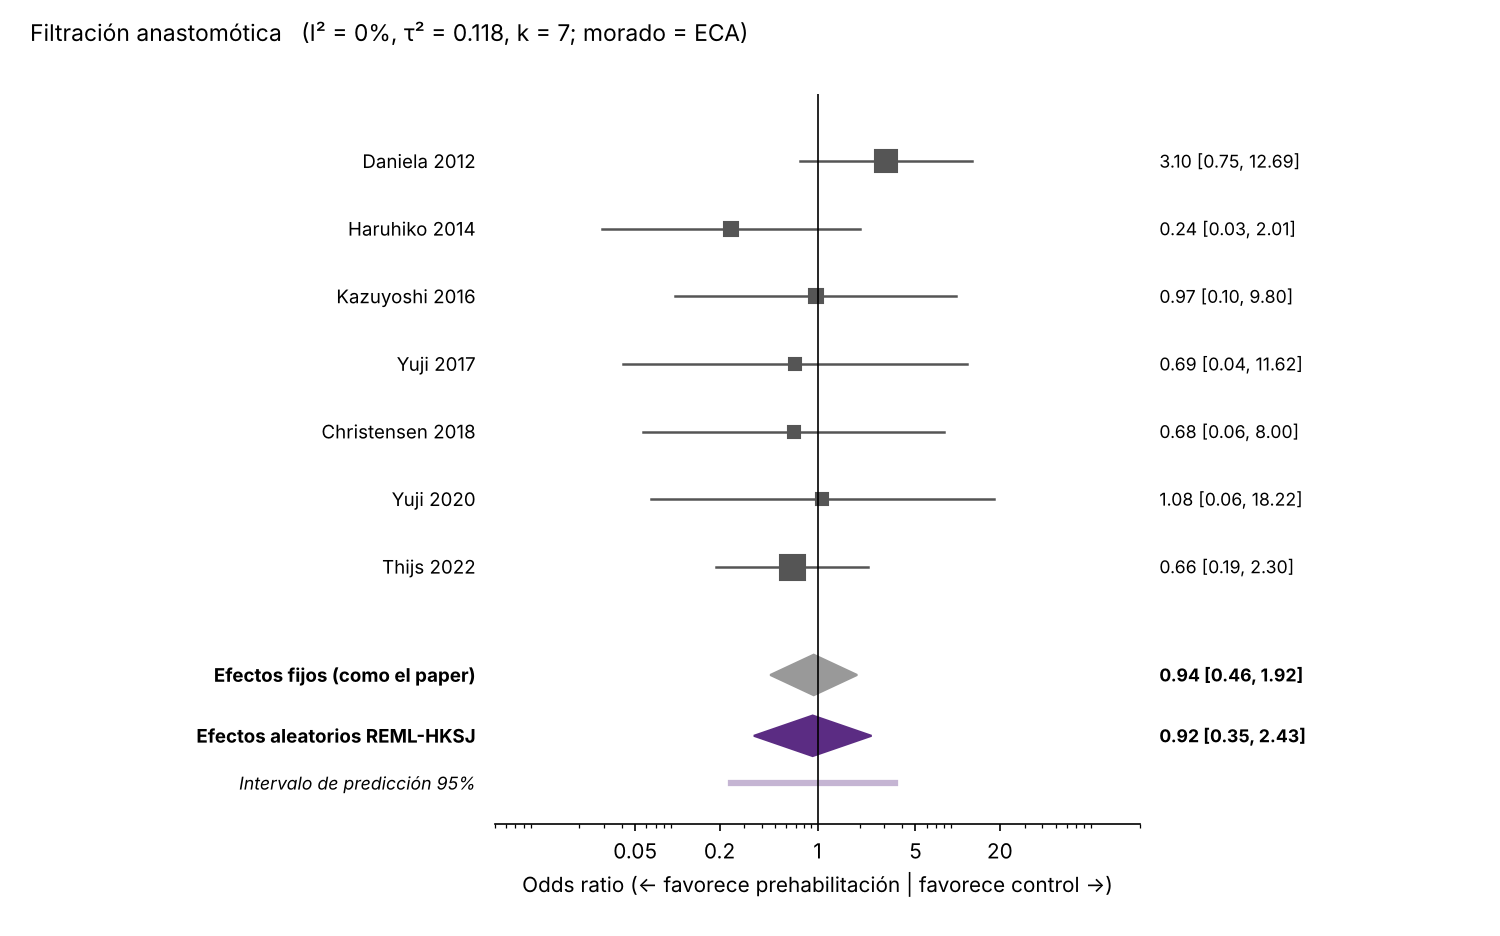 Filtración anastomótica (I² = 0%, τ² = 0.118, k = 7; morado = ECA)
Daniela 2012 3.10 [0.75, 12.69]
Haruhiko 2014 0.24 [0.03, 2.01]
Kazuyoshi 2016 0.97 [0.10, 9.80]
Yuji 2017 0.69 [0.04, 11.62]
Christensen 2018 0.68 [0.06, 8.00]
Yuji 2020 1.08 [0.06, 18.22]
Thijs 2022 0.66 [0.19, 2.30]
Efectos fijos (como el paper) 0.94 [0.46, 1.92]
Efectos aleatorios REML-HKSJ 0.92 [0.35, 2.43]
Intervalo de predicción 95%
0.05 0.2 1 5 20
Odds ratio (← favorece prehabilitación | favorece control →)